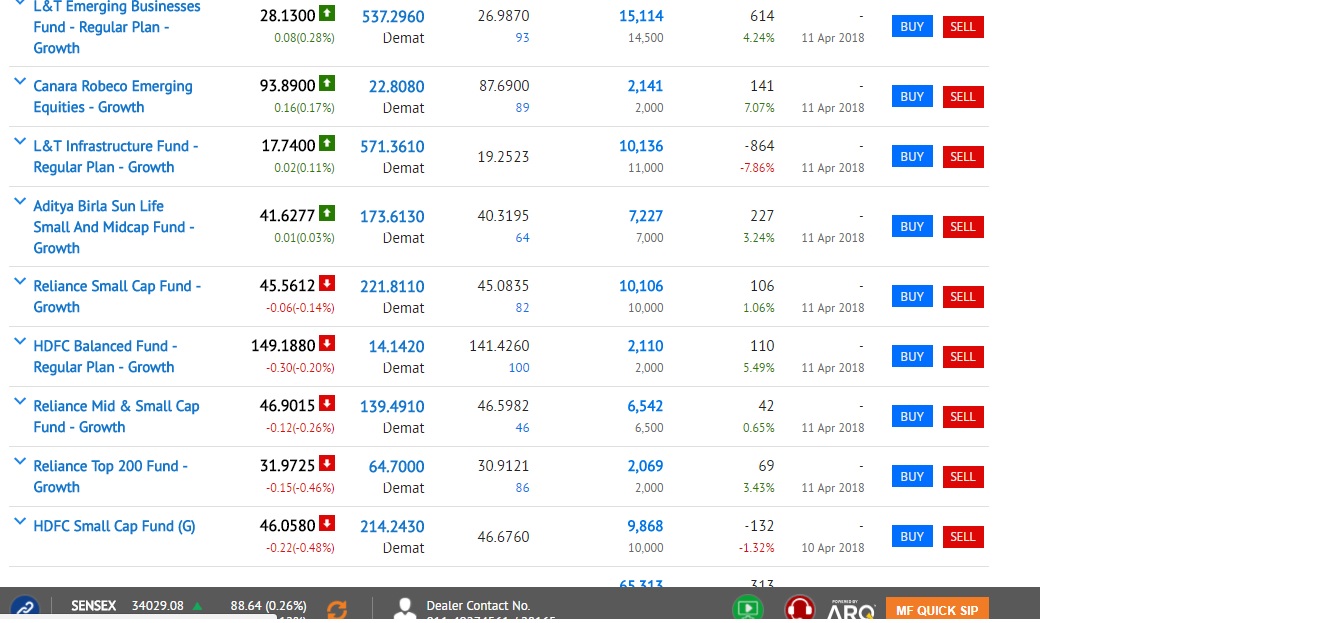 L&T Emerging Businesses 28.1300 537.2960 26.9870 15,114 614 - BUY SELL
Fund - Regular Plan - 0.08(0.28%) Demat 93 14,500 4.24% 11 Apr 2018
Growth
Canara Robeco Emerging 93.8900 22.8080 87.6900 2,141 141 - BUY SELL
Equities - Growth 0.16(0.17%) Demat 89 2,000 7.07% 11 Apr 2018
L&T Infrastructure Fund - 17.7400 571.3610 19.2523 10,136 -864 - BUY SELL
Regular Plan - Growth 0.02(0.11%) Demat 11,000 -7.86% 11 Apr 2018
Aditya Birla Sun Life 41.6277 173.6130 40.3195 7,227 227 - BUY SELL
Small And Midcap Fund - 0.01(0.03%) Demat 64 7,000 3.24% 11 Apr 2018
Growth
Reliance Small Cap Fund - 45.5612 221.8110 45.0835 10,106 106 - BUY SELL
Growth -0.06(-0.14%) Demat 82 10,000 1.06% 11 Apr 2018
HDFC Balanced Fund - 149.1880 14.1420 141.4260 2,110 110 - BUY SELL
Regular Plan - Growth -0.30(-0.20%) Demat 100 2,000 5.49% 11 Apr 2018
Reliance Mid & Small Cap 46.9015 139.4910 46.5982 6,542 42 - BUY SELL
Fund - Growth -0.12(-0.26%) Demat 46 6,500 0.65% 11 Apr 2018
Reliance Top 200 Fund - 31.9725 64.7000 30.9121 2,069 69 - BUY SELL
Growth -0.15(-0.46%) Demat 86 2,000 3.43% 11 Apr 2018
HDFC Small Cap Fund (G) 46.0580 214.2430 46.6760 9,868 -132 - BUY SELL
-0.22(-0.48%) Demat 10,000 -1.32% 10 Apr 2018
65,313 313
SENSEX 34029.08 88.64 (0.26%) Dealer Contact No. POWERED BY ARQ MF QUICK SIP